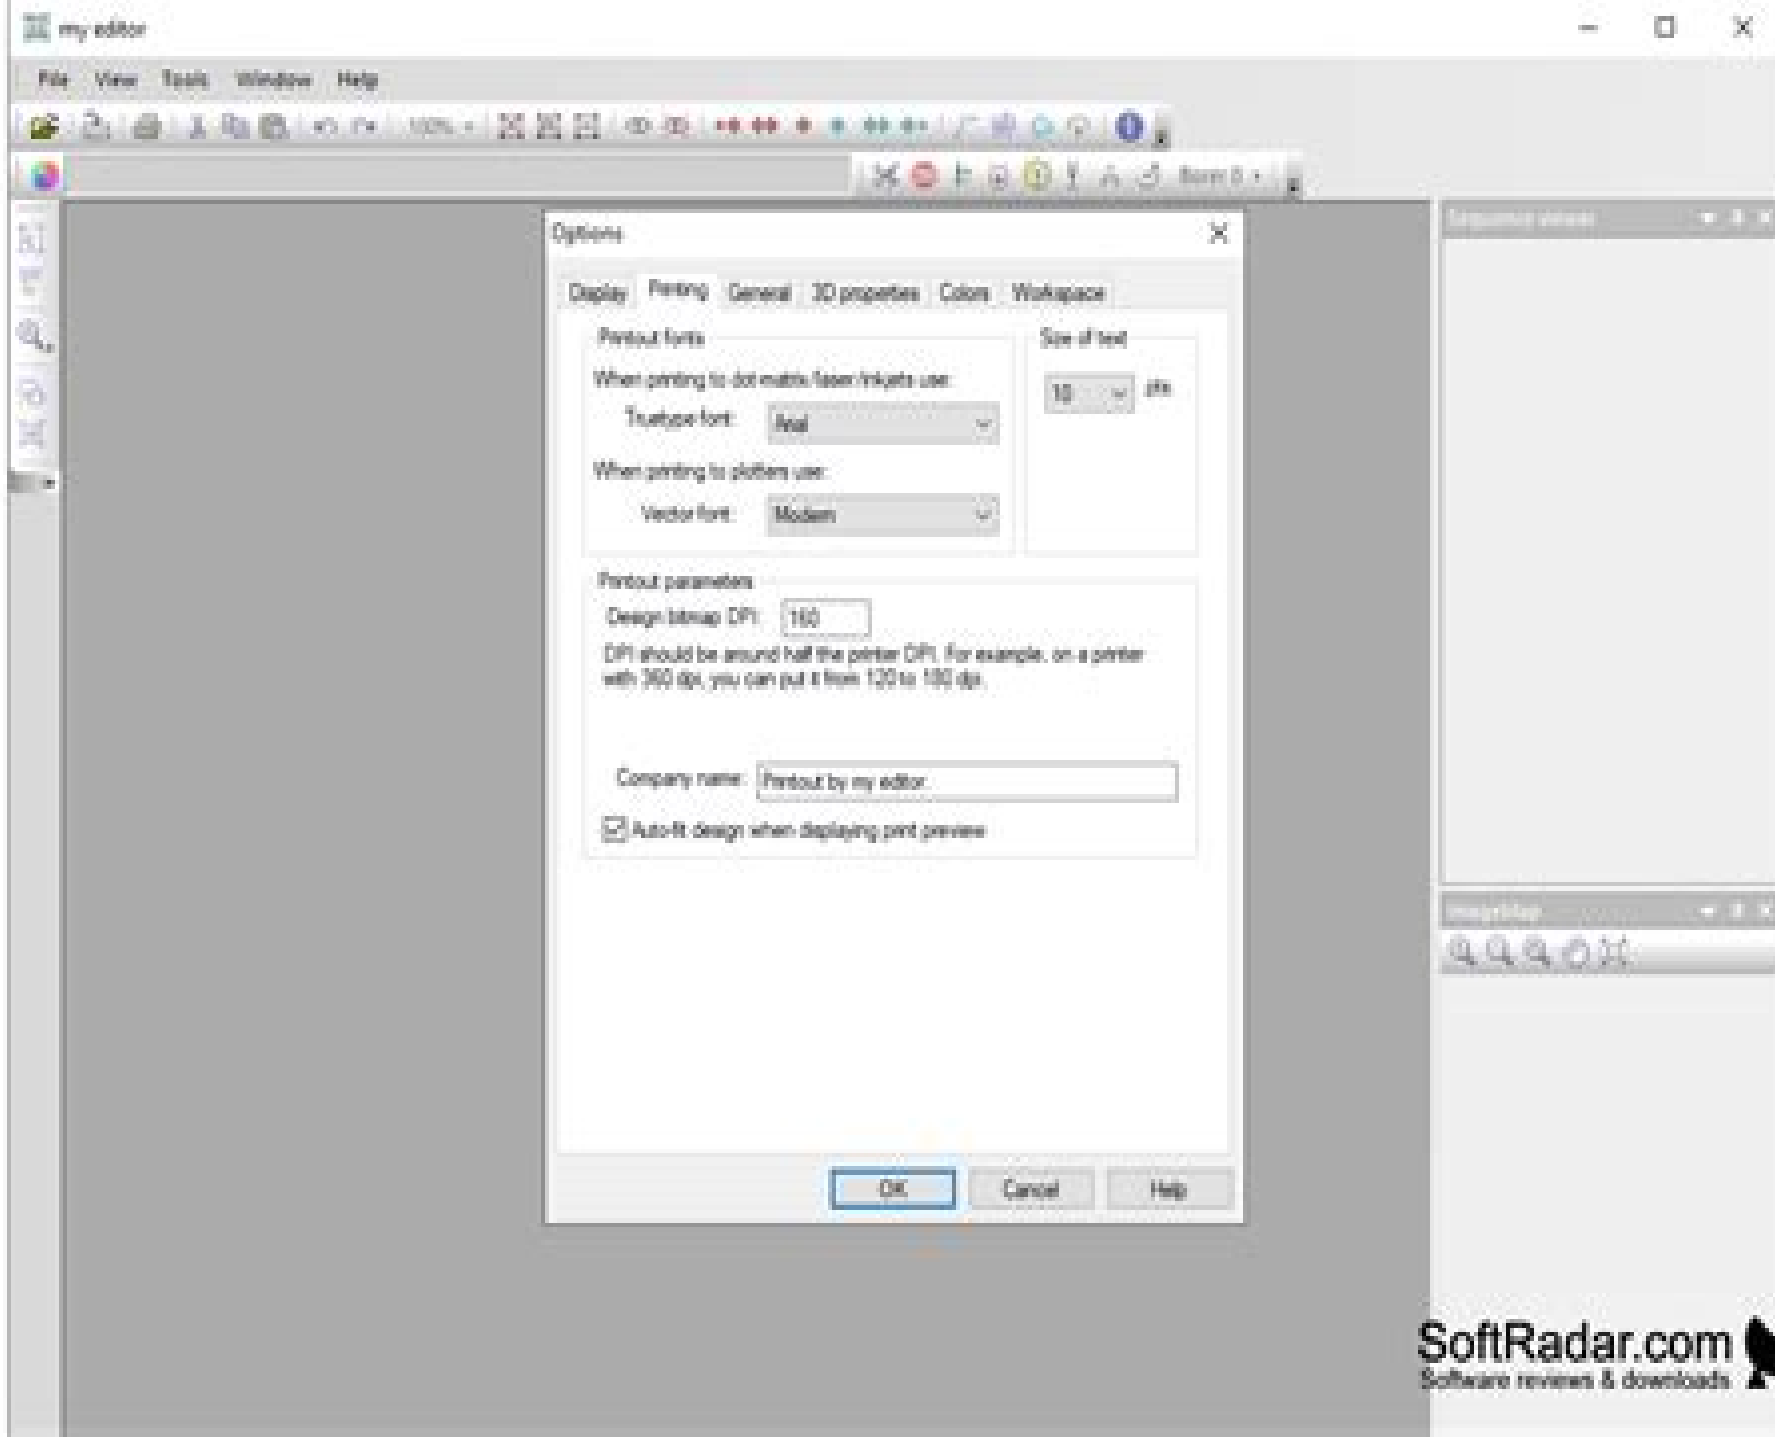 my editor
File View Tools Window Help
100%
Sequence viewer
Options
Display Printing General 3D properties Colors Workspace
Printout fonts
Size of text
When printing to dot-matrix/laser/inkjets use:
10 pts
Truetype font: Arial
When printing to plotters use:
Vector font: Modern
Printout parameters
Design bitmap DPI: 160
DPI should be around half the printer DPI. For example, on a printer
with 360 dpi, you can put it from 120 to 180 dpi.
Company name: Printout by my editor
Auto-fit design when displaying print preview
ImageMap
OK Cancel Help
SoftRadar.com
Software reviews & downloads